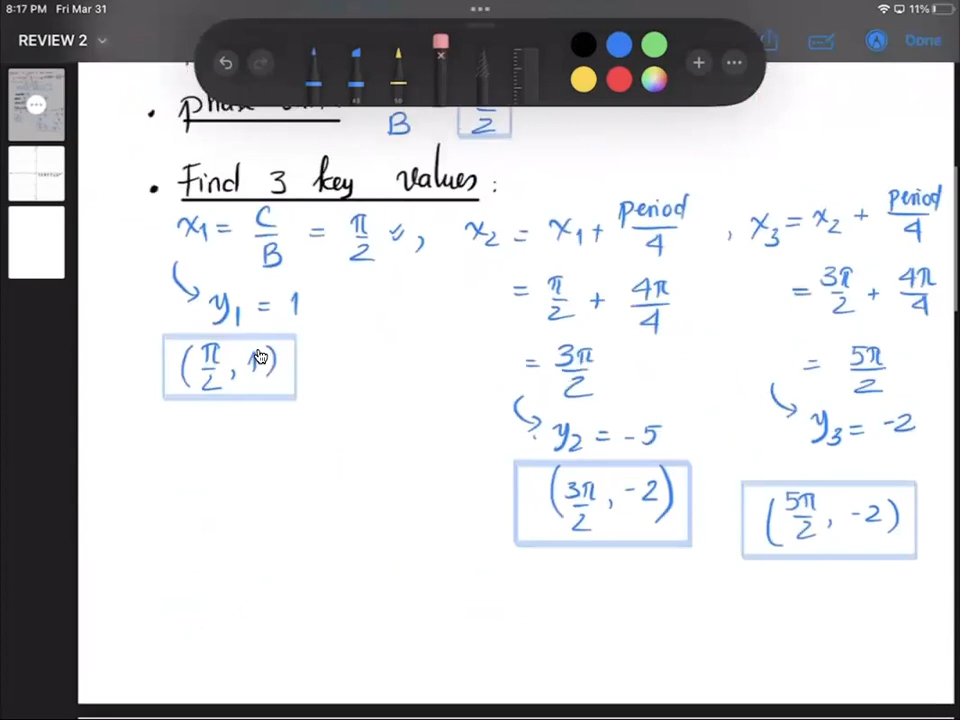 8:17 PM Fri Mar 31
11%
REVIEW 2
Done
• Phase
B
2
• Find 3 key values :
x₁ = C/B = π/2 , x₂ = x₁ + period/4 , x₃ = x₂ + period/4
= π/2 + 4π/4
= 3π/2 + 4π/4
y₁ = 1
(π/2, 1)
= 3π/2
= 5π/2
y₂ = -5
y₃ = -2
(3π/2, -2)
(5π/2, -2)